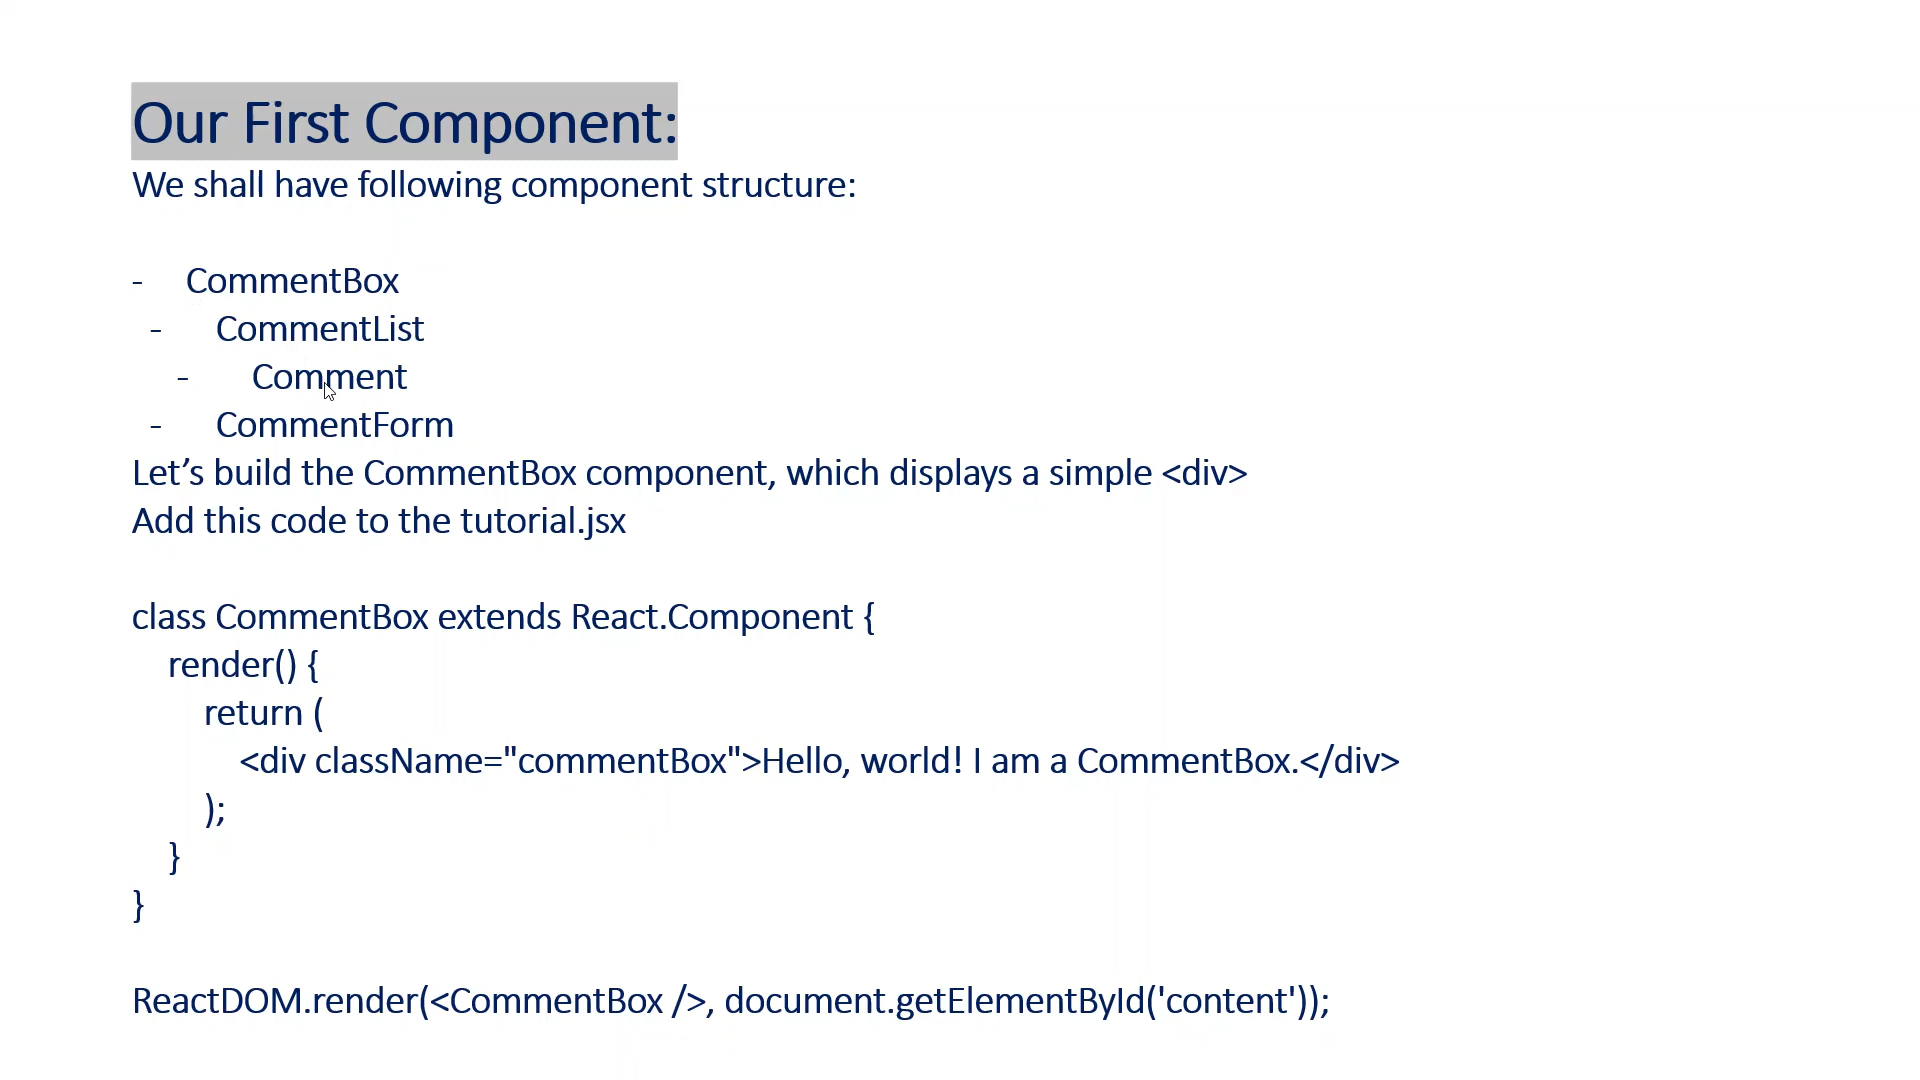 Our First Component:
We shall have following component structure:
- CommentBox
- CommentList
- Comment
- CommentForm
Let’s build the CommentBox component, which displays a simple <div>
Add this code to the tutorial.jsx
class CommentBox extends React.Component {
render() {
return (
<div className="commentBox">Hello, world! I am a CommentBox.</div>
);
}
}
ReactDOM.render(<CommentBox />, document.getElementById('content'));